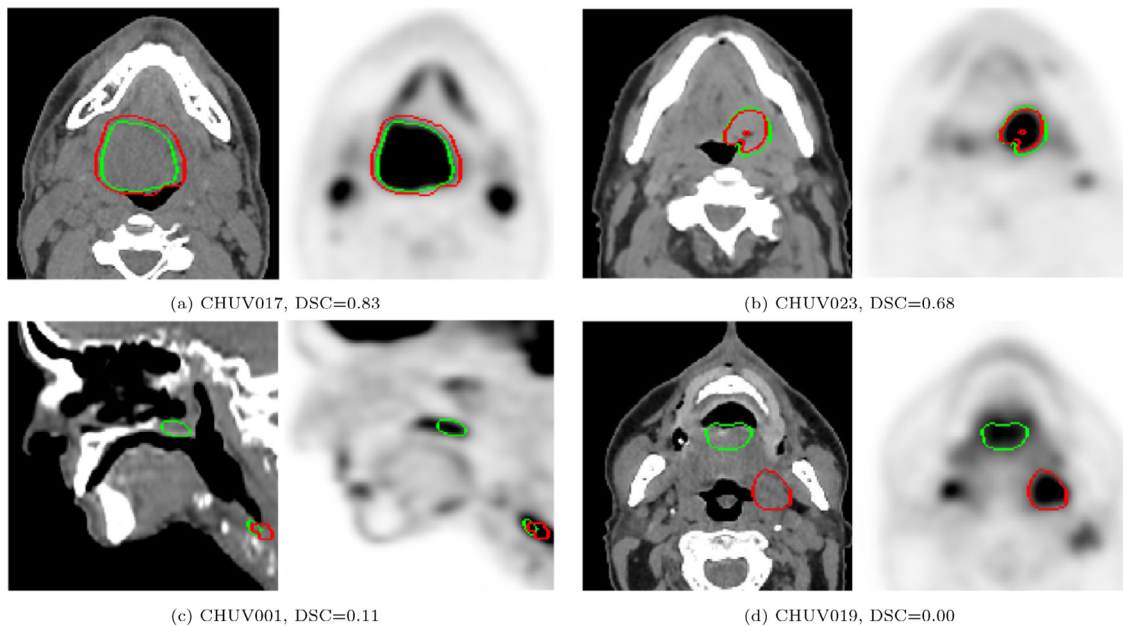 (a) CHUV017, DSC=0.83
(b) CHUV023, DSC=0.68
(c) CHUV001, DSC=0.11
(d) CHUV019, DSC=0.00